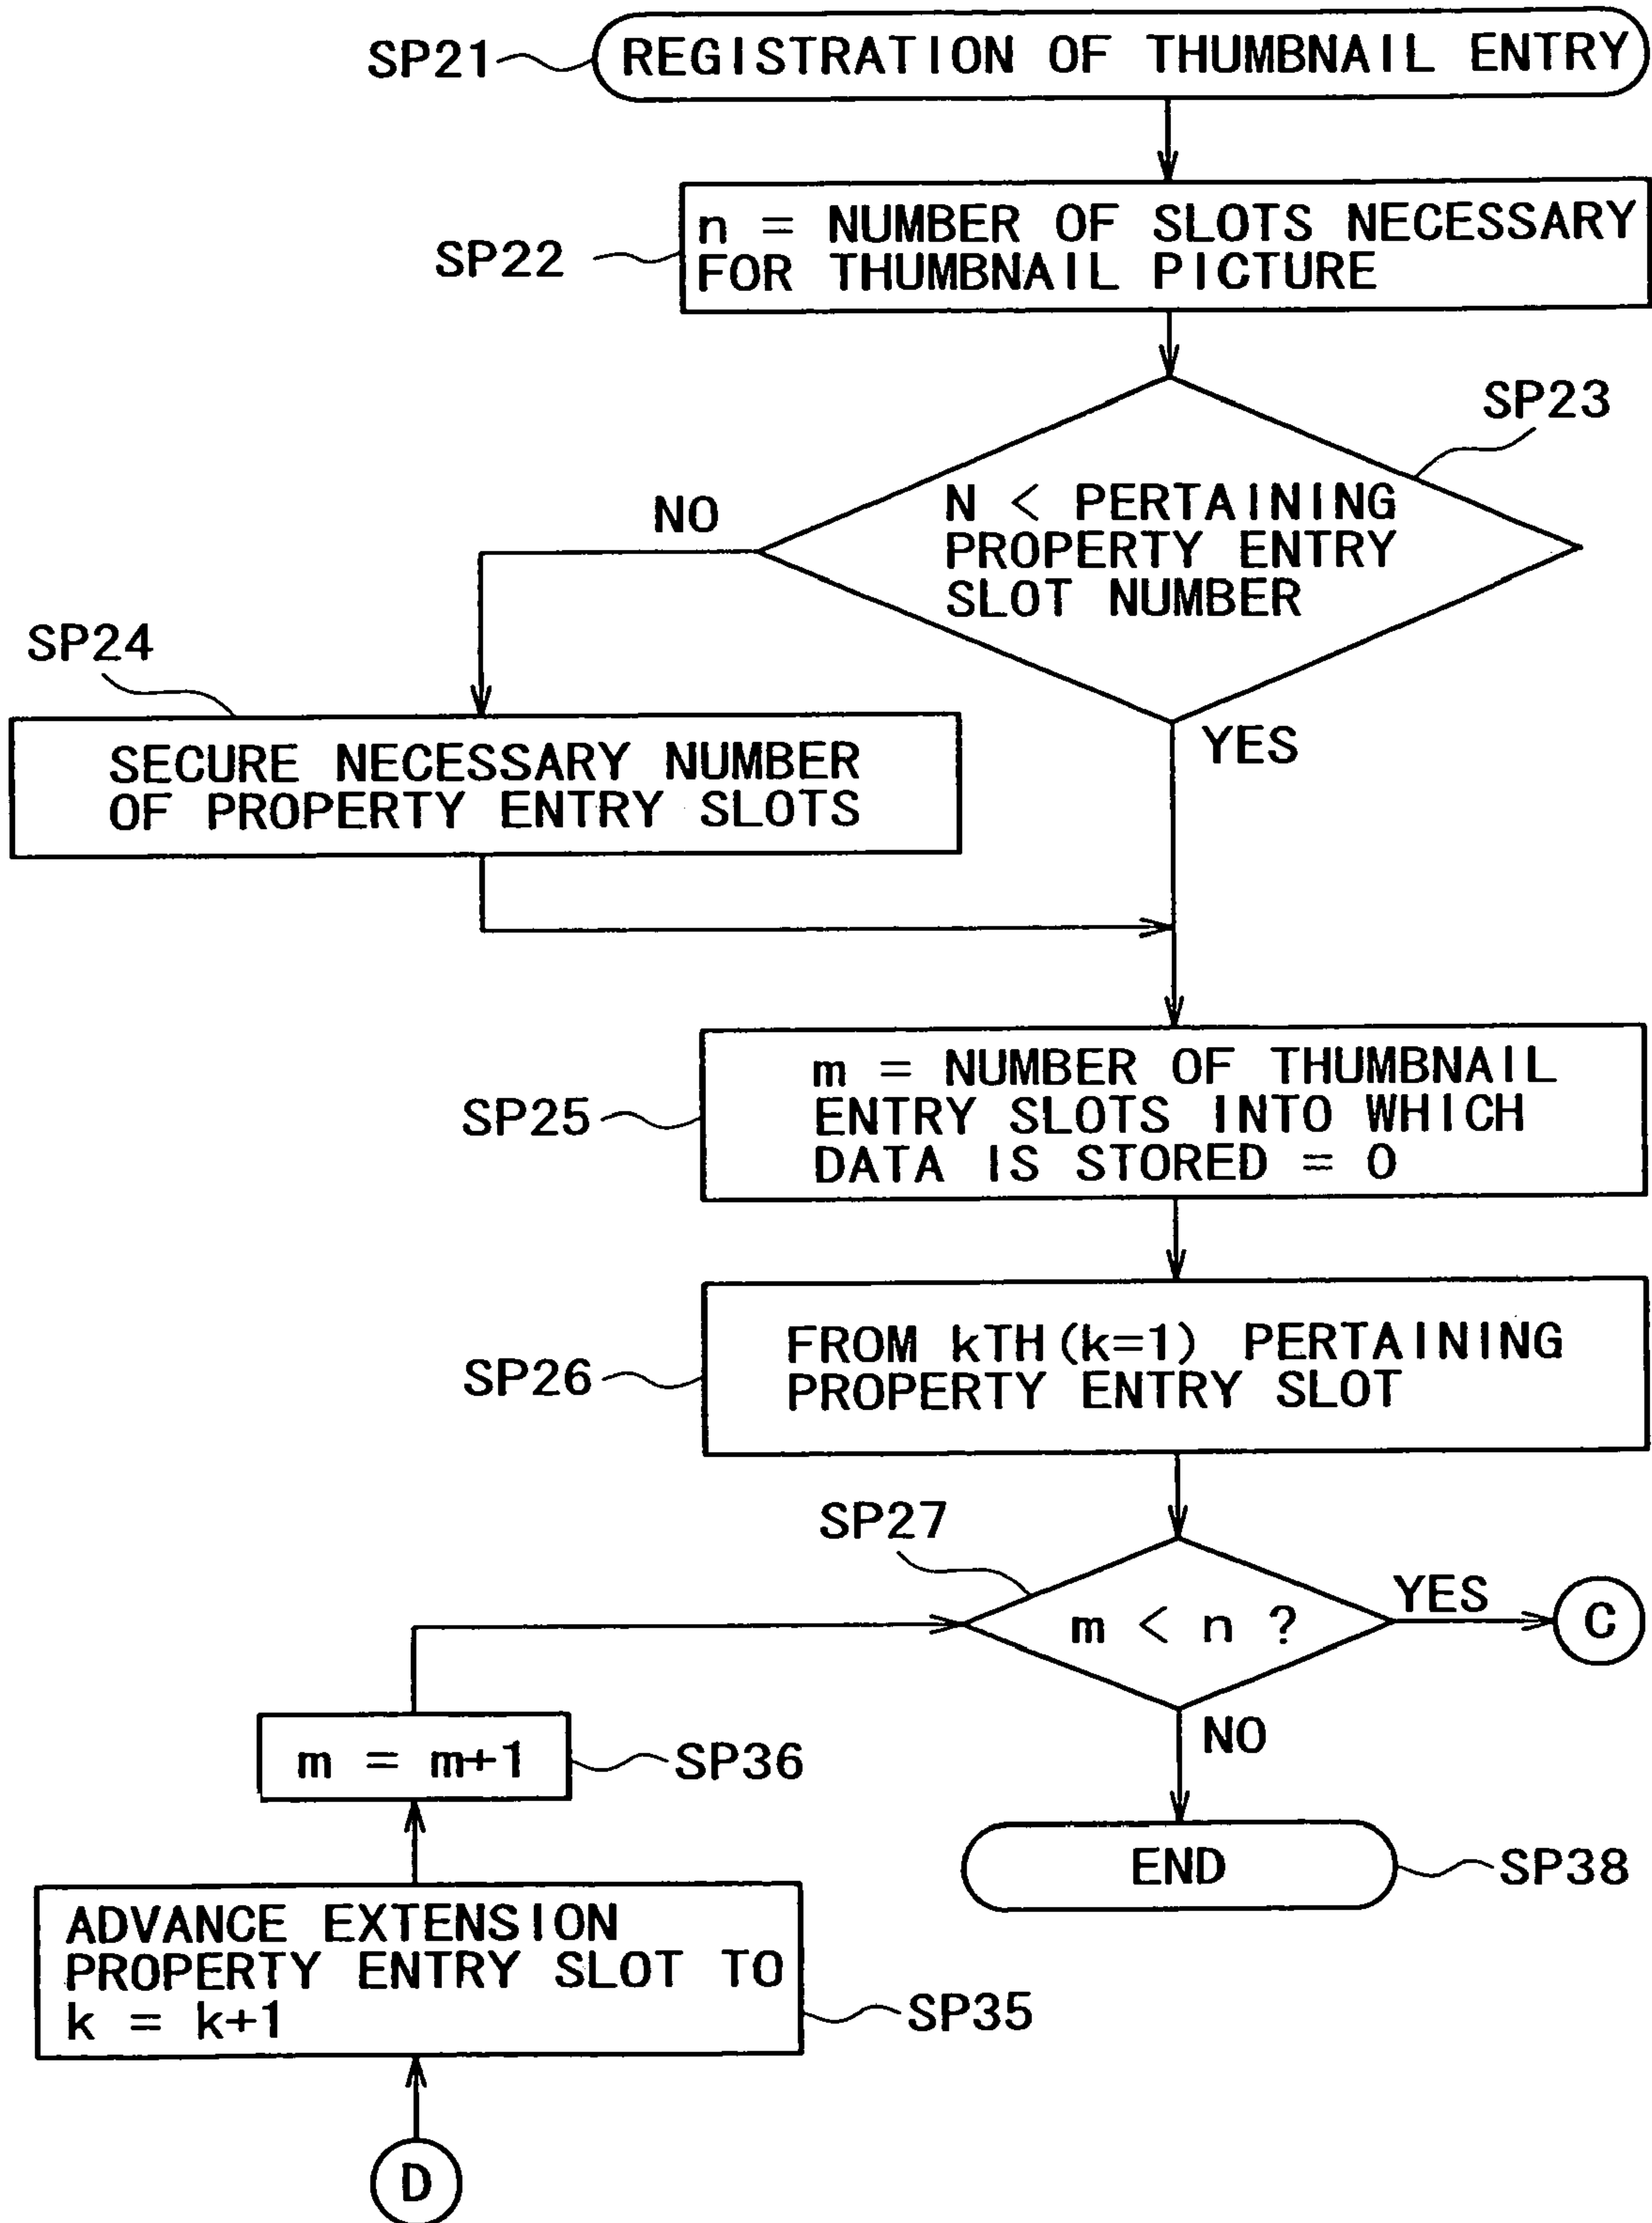 SP21
REGISTRATION OF THUMBNAIL ENTRY
SP22
n = NUMBER OF SLOTS NECESSARY
FOR THUMBNAIL PICTURE
SP23
N < PERTAINING
PROPERTY ENTRY
SLOT NUMBER
NO
YES
SP24
SECURE NECESSARY NUMBER
OF PROPERTY ENTRY SLOTS
SP25
m = NUMBER OF THUMBNAIL
ENTRY SLOTS INTO WHICH
DATA IS STORED = 0
SP26
FROM kTH(k=1) PERTAINING
PROPERTY ENTRY SLOT
SP27
m < n ?
YES
C
NO
m = m+1
SP36
END
SP38
ADVANCE EXTENSION
PROPERTY ENTRY SLOT TO
k = k+1
SP35
D